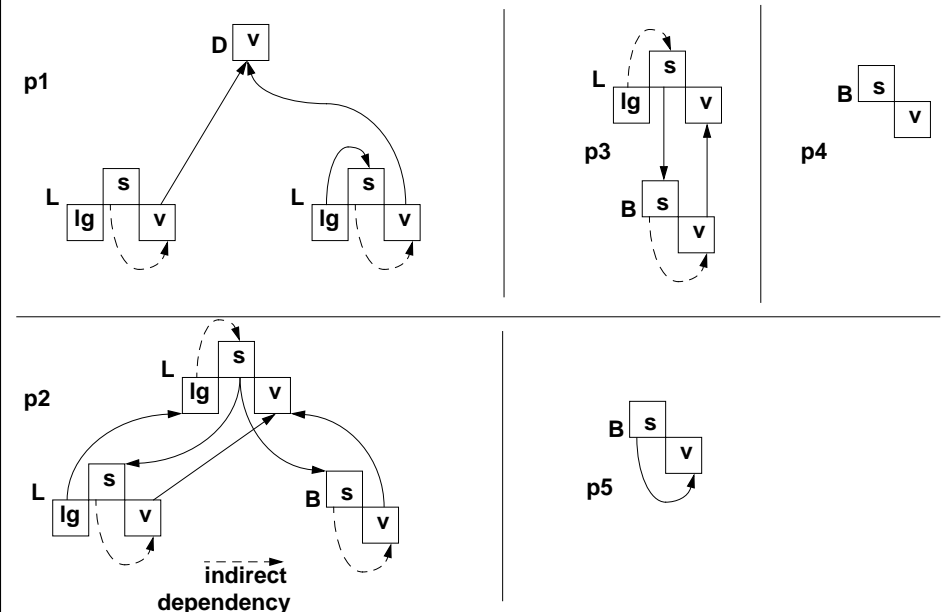 D v
p1
L s
lg v
L s
lg v
L s
lg v
p3
B s
v
B s
v
p4
L s
lg v
p2
L s
lg v
B s
v
indirect
dependency
B s
v
p5